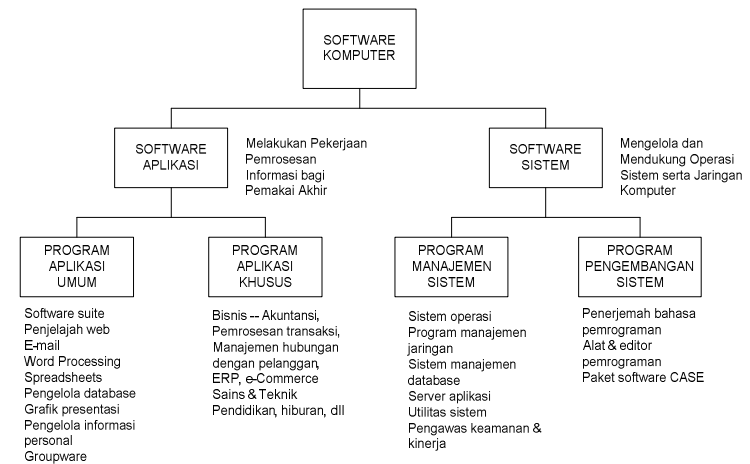 SOFTWARE
KOMPUTER
SOFTWARE
APLIKASI
Melakukan Pekerjaan
Pemrosesan
Informasi bagi
Pemakai Akhir
SOFTWARE
SISTEM
Mengelola dan
Mendukung Operasi
Sistem serta Jaringan
Komputer
PROGRAM
APLIKASI
UMUM
Software suite
Penjelajah web
E-mail
Word Processing
Spreadsheets
Pengelola database
Grafik presentasi
Pengelola informasi
personal
Groupware
PROGRAM
APLIKASI
KHUSUS
Bisnis -- Akuntansi,
Pemrosesan transaksi,
Manajemen hubungan
dengan pelanggan,
ERP, e-Commerce
Sains & Teknik
Pendidikan, hiburan, dll
PROGRAM
MANAJEMEN
SISTEM
Sistem operasi
Program manajemen
jaringan
Sistem manajemen
database
Server aplikasi
Utilitas sistem
Pengawas keamanan &
kinerja
PROGRAM
PENGEMBANGAN
SISTEM
Penerjemah bahasa
pemrograman
Alat & editor
pemrograman
Paket software CASE